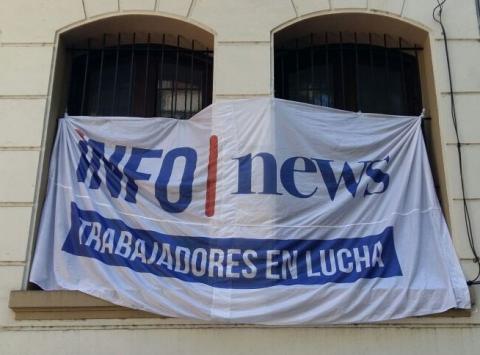 iNFO|news
TRABAJADORES EN LUCHA